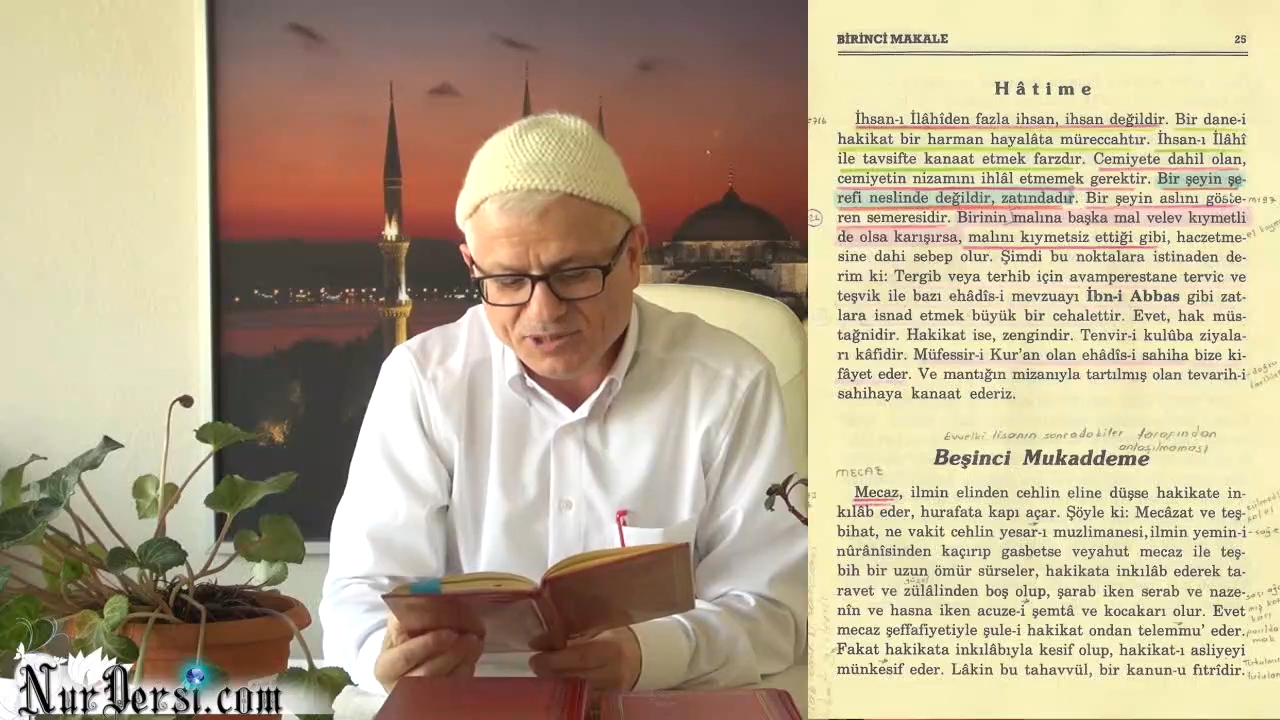 BİRİNCİ MAKALE 25
Hâtime
İhsan-ı İlâhîden fazla ihsan, ihsan değildir. Bir dane-i
hakikat bir harman hayalâta müreccahtır. İhsan-ı İlâhî
ile tavsifte kanaat etmek farzdır. Cemiyete dahil olan,
cemiyetin nizamını ihlâl etmemek gerektir. Bir şeyin şe-
refi neslinde değildir, zatındadır. Bir şeyin aslını göste-
ren semeresidir. Birinin malına başka mal velev kıymetli
de olsa karışırsa, malını kıymetsiz ettiği gibi, haczetme-
sine dahi sebep olur. Şimdi bu noktalara istinaden de-
rim ki: Tergib veya terhib için avamperestane tervic ve
teşvik ile bazı ehâdîs-i mevzuayı İbn-i Abbas gibi zat-
lara isnad etmek büyük bir cehalettir. Evet, hak müs-
tağnidir. Hakikat ise, zengindir. Tenvir-i kulûba ziyala-
rı kâfidir. Müfessir-i Kur'an olan ehâdîs-i sahiha bize ki-
fâyet eder. Ve mantığın mizanıyla tartılmış olan tevarih-i
sahihaya kanaat ederiz.
Evvelki lisanın sonradakiler tarafından
anlaşılmaması
Beşinci Mukaddeme
MECAZ
Mecaz, ilmin elinden cehlin eline düşse hakikate in-
kılâb eder, hurafata kapı açar. Şöyle ki: Mecâzat ve teş-
bihat, ne vakit cehlin yesar-ı muzlimanesi, ilmin yemin-i
nûrânîsinden kaçırıp gasbetse veyahut mecaz ile teş-
bih bir uzun ömür sürseler, hakikata inkılâb ederek ta-
ravet ve zülâlinden boş olup, şarab iken serab ve naze-
nîn ve hasna iken acuze-i şemtâ ve kocakarı olur. Evet
mecaz şeffafiyetiyle şule-i hakikat ondan telemmu' eder.
Fakat hakikata inkılâbıyla kesif olup, hakikat-ı asliyeyi
münkesif eder. Lâkin bu tahavvül, bir kanun-u fıtrîdir.
NurDersi.com